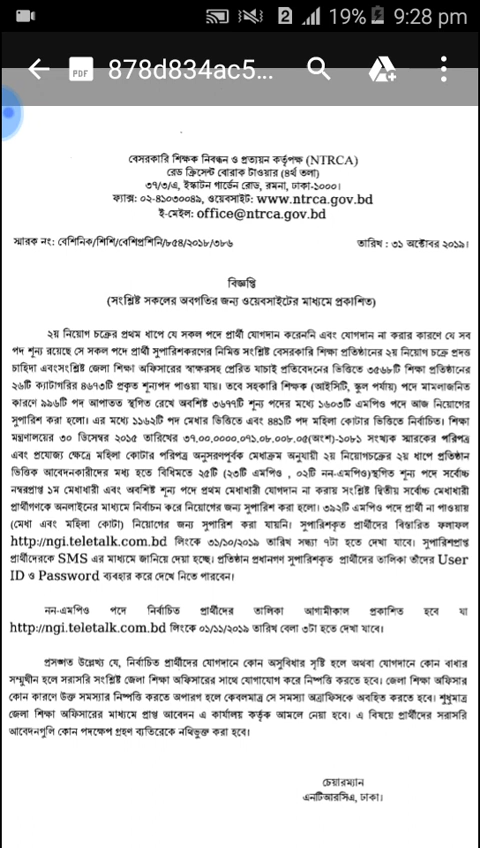 2 19% 9:28 pm
PDF 878d834ac5...
বেসরকারি শিক্ষক নিবন্ধন ও প্রত্যয়ন কর্তৃপক্ষ (NTRCA)
রেড ক্রিসেন্ট বোরাক টাওয়ার (৪র্থ তলা)
৩৭/৩/এ, ইস্কাটন গার্ডেন রোড, রমনা, ঢাকা-১০০০।
ফ্যাক্স: ০২-৪১০৩০০৪৯, ওয়েবসাইট: www.ntrca.gov.bd
ই-মেইল: office@ntrca.gov.bd
স্মারক নং: বেশিনিক/শিশি/বেশিপ্রশিনি/৮৫৪/২০১৮/৩৮৬ তারিখ : ৩১ অক্টোবর ২০১৯।
বিজ্ঞপ্তি
(সংশ্লিষ্ট সকলের অবগতির জন্য ওয়েবসাইটের মাধ্যমে প্রকাশিত)
২য় নিয়োগ চক্রের প্রথম ধাপে যে সকল পদে প্রার্থী যোগদান করেননি এবং যোগদান না করার কারণে যে সব
পদ শূন্য রয়েছে সে সকল পদে প্রার্থী সুপারিশকরণের নিমিত্ত সংশ্লিষ্ট বেসরকারি শিক্ষা প্রতিষ্ঠানের ২য় নিয়োগ চক্রে প্রদত্ত
চাহিদা এবংসংশ্লিষ্ট জেলা শিক্ষা অফিসারের স্বাক্ষরসহ প্রেরিত যাচাই প্রতিবেদনের ভিত্তিতে ৩৫৬৮টি শিক্ষা প্রতিষ্ঠানের
২৬টি ক্যাটাগরির ৪৬৭৩টি প্রকৃত শূন্যপদ পাওয়া যায়। তবে সহকারি শিক্ষক (আইসিটি, স্কুল পর্যায়) পদে মামলাজনিত
কারণে ৯৯৬টি পদ আপাতত স্থগিত রেখে অবশিষ্ট ৩৬৭৭টি শূন্য পদের মধ্যে ১৬০৩টি এমপিও পদে আজ নিয়োগের
সুপারিশ করা হলো। এর মধ্যে ১১৬২টি পদ মেধার ভিত্তিতে এবং ৪৪১টি পদ মহিলা কোটার ভিত্তিতে নির্বাচিত। শিক্ষা
মন্ত্রণালয়ের ৩০ ডিসেম্বর ২০১৫ তারিখের ৩৭.০০.০০০০.০৭১.০৮.০০৮.০৫(অংশ)-১০৮১ সংখ্যক স্মারকের পরিপত্র
এবং প্রযোজ্য ক্ষেত্রে মহিলা কোটার পরিপত্র অনুসরণপূর্বক মেধাক্রম অনুযায়ী ২য় নিয়োগচক্রের ২য় ধাপে প্রতিষ্ঠান
ভিত্তিক আবেদনকারীদের মধ্য হতে বিধিমতে ২৫টি (২৩টি এমপিও , ০২টি নন-এমপিও)স্থগিত শূন্য পদে সর্বোচ্চ
নম্বরপ্রাপ্ত ১ম মেধাধারী এবং অবশিষ্ট শূন্য পদে প্রথম মেধাধারী যোগদান না করায় সংশ্লিষ্ট দ্বিতীয় সর্বোচ্চ মেধাধারী
প্রার্থীগণকে অনলাইনের মাধ্যমে নির্বাচন করে নিয়োগের জন্য সুপারিশ করা হলো। ৩৯২টি এমপিও পদে প্রার্থী না পাওয়ায়
(মেধা এবং মহিলা কোটা) নিয়োগের জন্য সুপারিশ করা যায়নি। সুপারিশকৃত প্রার্থীদের বিস্তারিত ফলাফল
http://ngi.teletalk.com.bd লিংকে ৩১/১০/২০১৯ তারিখ সন্ধ্যা ৭টা হতে দেখা যাবে। সুপারিশপ্রাপ্ত
প্রার্থীদেরকে SMS এর মাধ্যমে জানিয়ে দেয়া হচ্ছে। প্রতিষ্ঠান প্রধানগণ সুপারিশকৃত প্রার্থীদের তালিকা তাঁদের User
ID ও Password ব্যবহার করে দেখে নিতে পারবেন।
নন-এমপিও পদে নির্বাচিত প্রার্থীদের তালিকা আগামীকাল প্রকাশিত হবে যা
http://ngi.teletalk.com.bd লিংকে ০১/১১/২০১৯ তারিখ বেলা ৩টা হতে দেখা যাবে।
প্রসঙ্গত উল্লেখ্য যে, নির্বাচিত প্রার্থীদের যোগদানে কোন অসুবিধার সৃষ্টি হলে অথবা যোগদানে কোন বাধার
সম্মুখীন হলে সরাসরি সংশ্লিষ্ট জেলা শিক্ষা অফিসারের সাথে যোগাযোগ করে নিষ্পত্তি করতে হবে। জেলা শিক্ষা অফিসার
কোন কারণে উক্ত সমস্যার নিষ্পত্তি করতে অপারগ হলে কেবলমাত্র সে সমস্যা অত্রাফিসকে অবহিত করতে হবে। শুধুমাত্র
জেলা শিক্ষা অফিসারের মাধ্যমে প্রাপ্ত আবেদন এ কার্যালয় কর্তৃক আমলে নেয়া হবে। এ বিষয়ে প্রার্থীদের সরাসরি
আবেদনগুলি কোন পদক্ষেপ গ্রহণ ব্যতিরেকে নথিভুক্ত করা হবে।
চেয়ারম্যান
এনটিআরসিএ, ঢাকা।